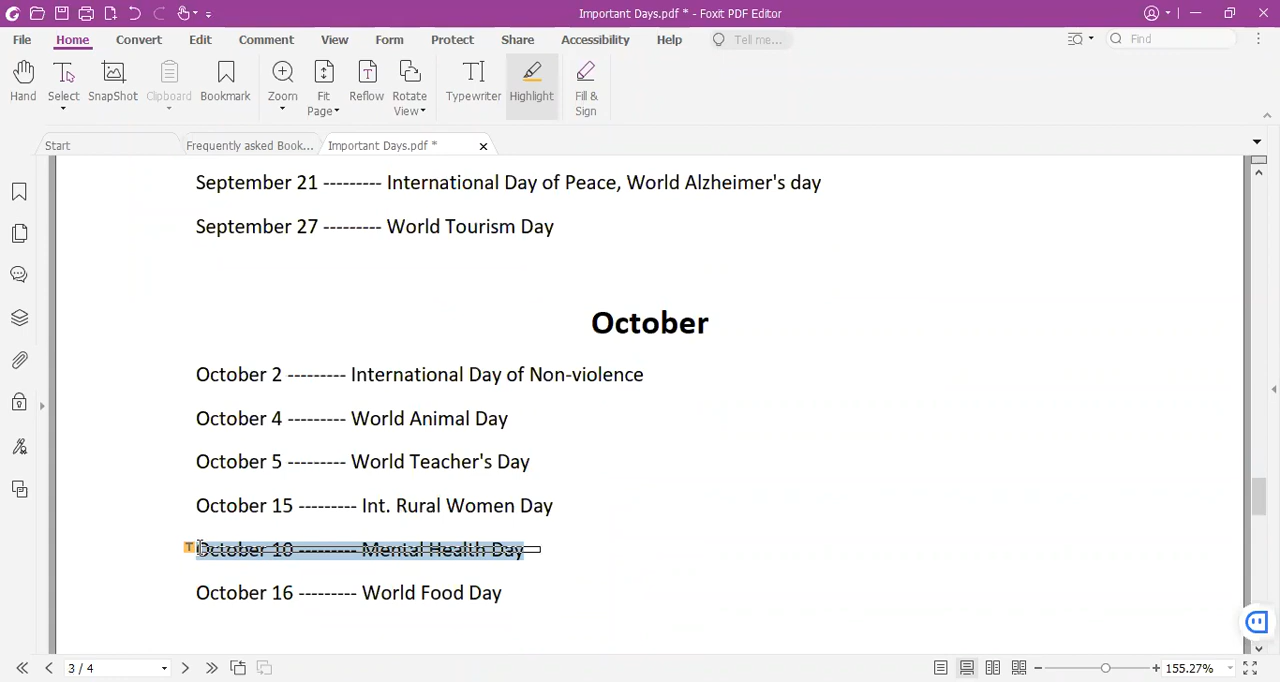 Important Days.pdf * - Foxit PDF Editor
File Home Convert Edit Comment View Form Protect Share Accessibility Help Tell me... Find
Hand Select SnapShot Clipboard Bookmark Zoom Fit Page Reflow Rotate View Typewriter Highlight Fill & Sign
Start Frequently asked Book... Important Days.pdf *
September 21 --------- International Day of Peace, World Alzheimer's day
September 27 --------- World Tourism Day
October
October 2 --------- International Day of Non-violence
October 4 --------- World Animal Day
October 5 --------- World Teacher's Day
October 15 --------- Int. Rural Women Day
October 10 --------- Mental Health Day
October 16 --------- World Food Day
3 / 4 155.27%